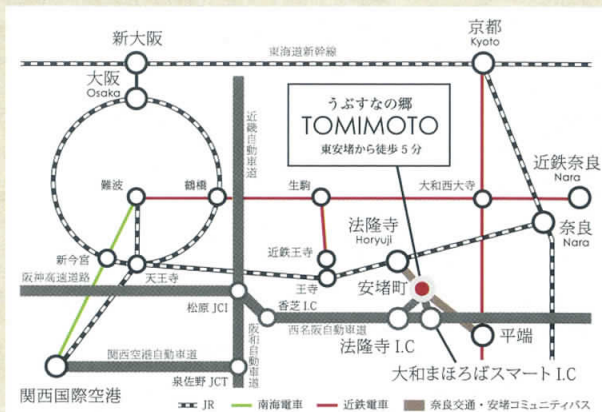 新大阪
東海道新幹線
京都
Kyoto
大阪
Osaka
近畿自動車道
うぶすなの郷
TOMIMOTO
東安堵から徒歩5分
近鉄奈良
Nara
難波
鶴橋
生駒
大和西大寺
法隆寺
Horyuji
奈良
Nara
新今宮
天王寺
近鉄王寺
王寺
阪神高速道路
安堵町
松原 JCI
香芝 I.C
阪和自動車道
西名阪自動車道
法隆寺 I.C
平端
大和まほろばスマート I.C
関西空港自動車道
泉佐野 JCT
関西国際空港
JR
南海電車
近鉄電車
奈良交通・安堵コミュニティバス